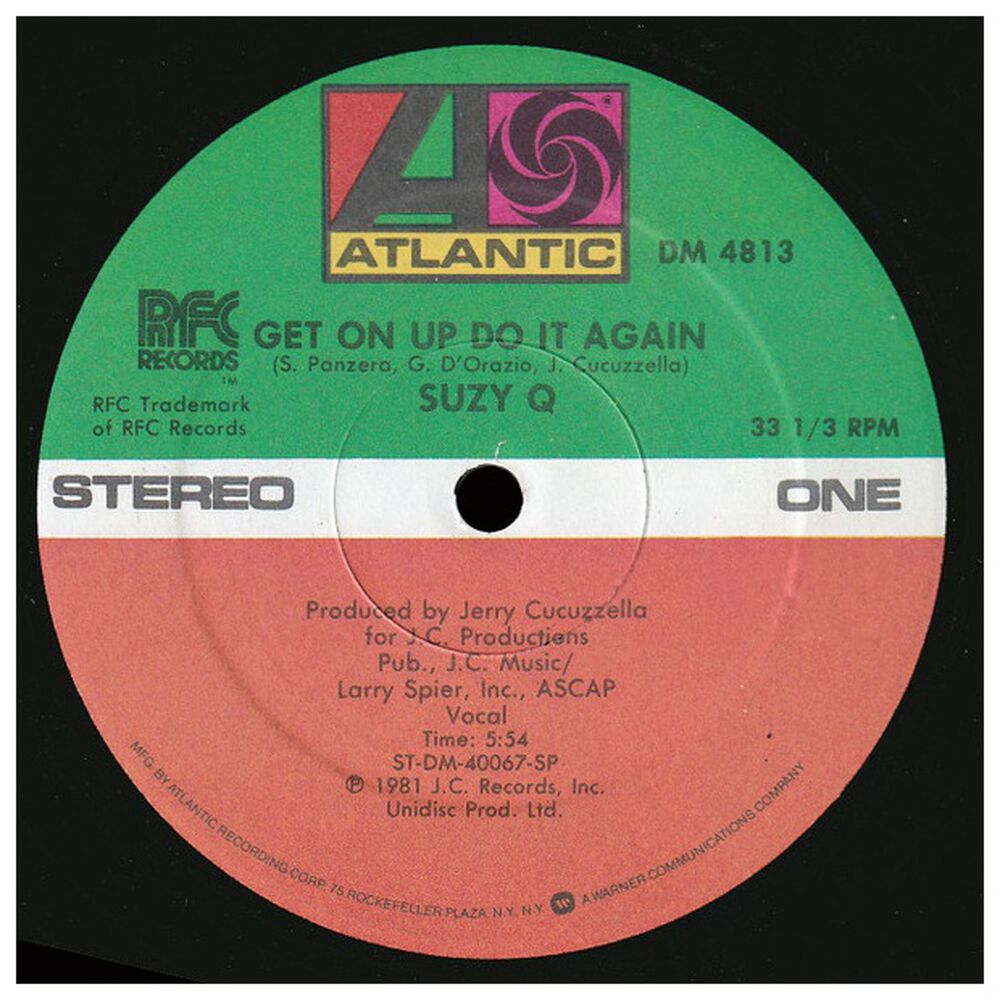 ATLANTIC
DM 4813
RFC
RECORDS
TM
GET ON UP DO IT AGAIN
(S. Panzera, G. D'Orazio, J. Cucuzzella)
SUZY Q
RFC Trademark
of RFC Records
33 1/3 RPM
STEREO
ONE
Produced by Jerry Cucuzzella
for J.C. Productions
Pub., J.C. Music/
Larry Spier, Inc., ASCAP
Vocal
Time: 5:54
ST-DM-40067-SP
℗ 1981 J.C. Records, Inc.
Unidisc Prod. Ltd.
MFG. BY ATLANTIC RECORDING CORP. 75 ROCKEFELLER PLAZA, N.Y. N.Y. A WARNER COMMUNICATIONS COMPANY